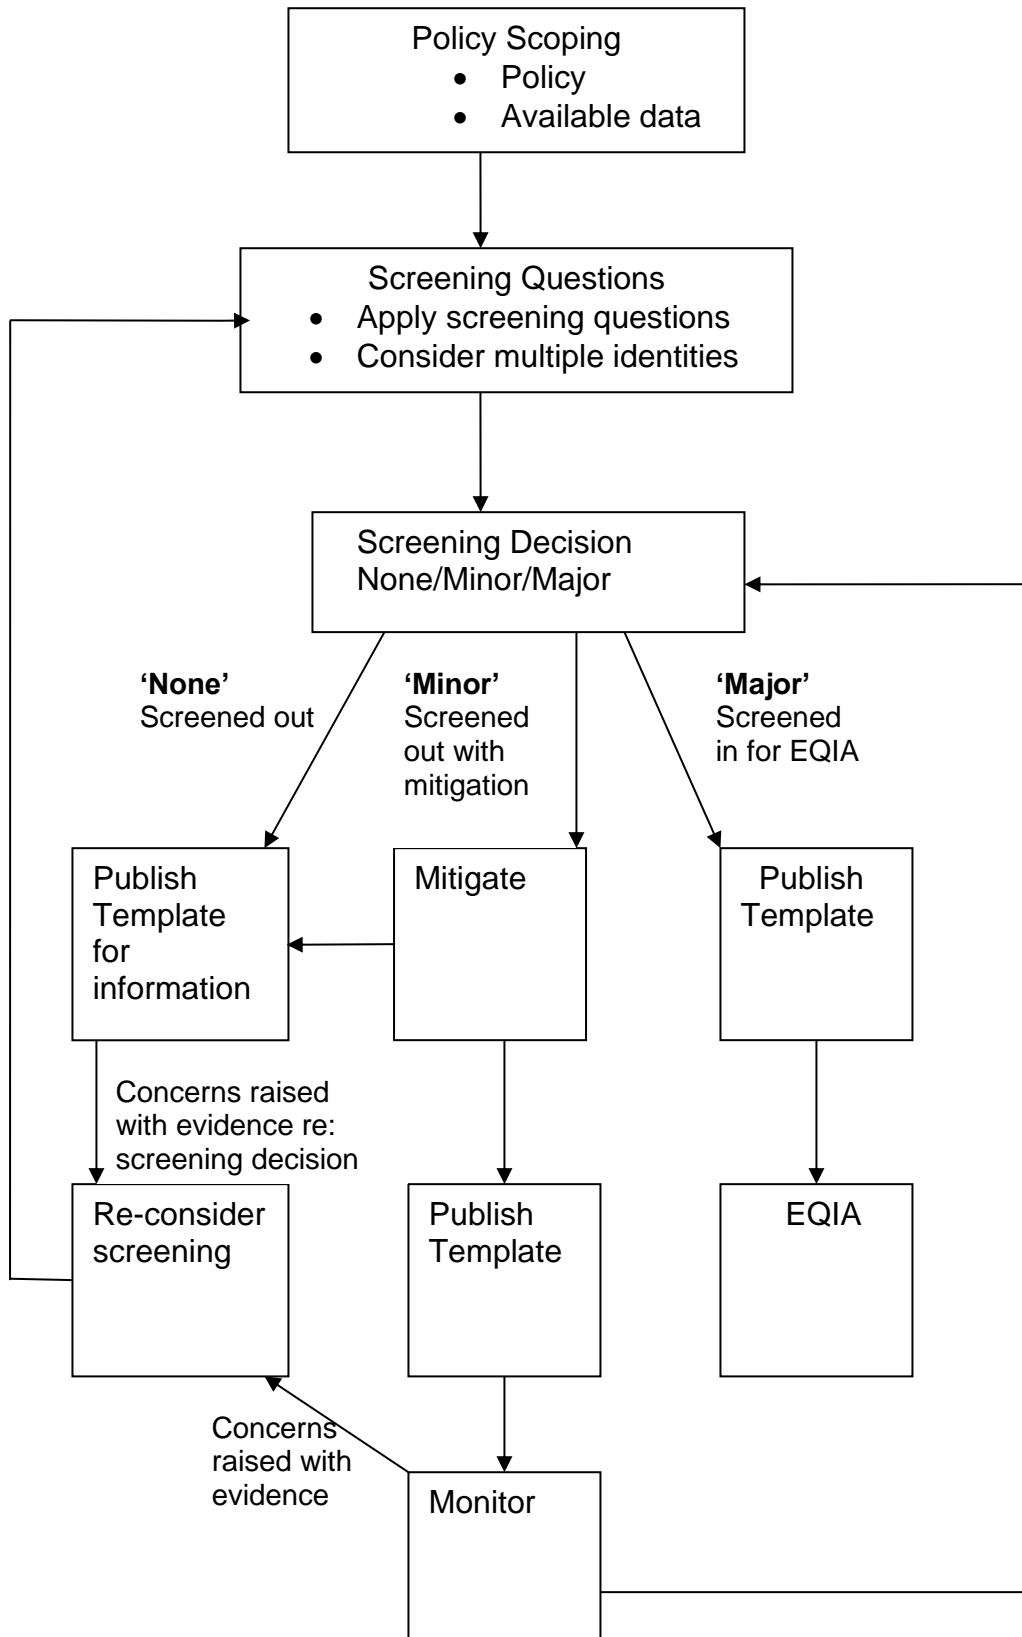 Policy Scoping
• Policy
• Available data
Screening Questions
• Apply screening questions
• Consider multiple identities
Screening Decision
None/Minor/Major
‘None’
Screened out
‘Minor’
Screened
out with
mitigation
‘Major’
Screened
in for EQIA
Publish
Template
for
information
Mitigate
Publish
Template
Concerns raised
with evidence re:
screening decision
Re-consider
screening
Publish
Template
EQIA
Concerns
raised with
evidence
Monitor